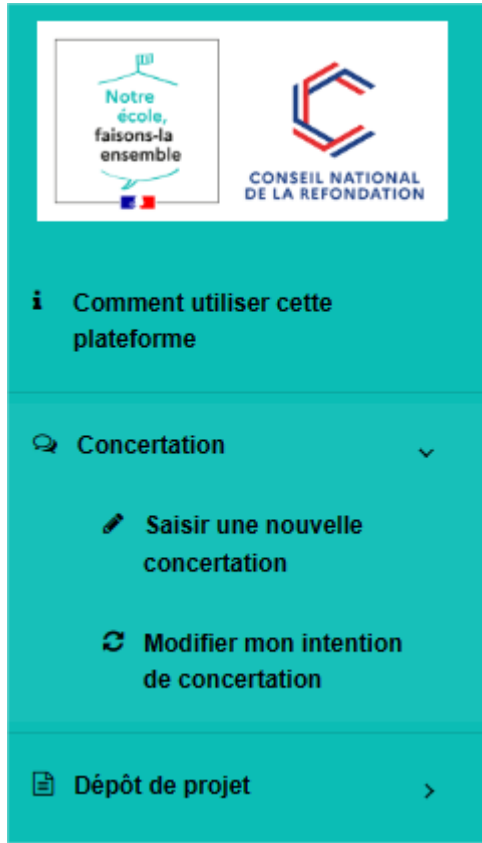 Notre
école,
faisons-la
ensemble
CONSEIL NATIONAL
DE LA REFONDATION
Comment utiliser cette
plateforme
Concertation
Saisir une nouvelle
concertation
Modifier mon intention
de concertation
Dépôt de projet